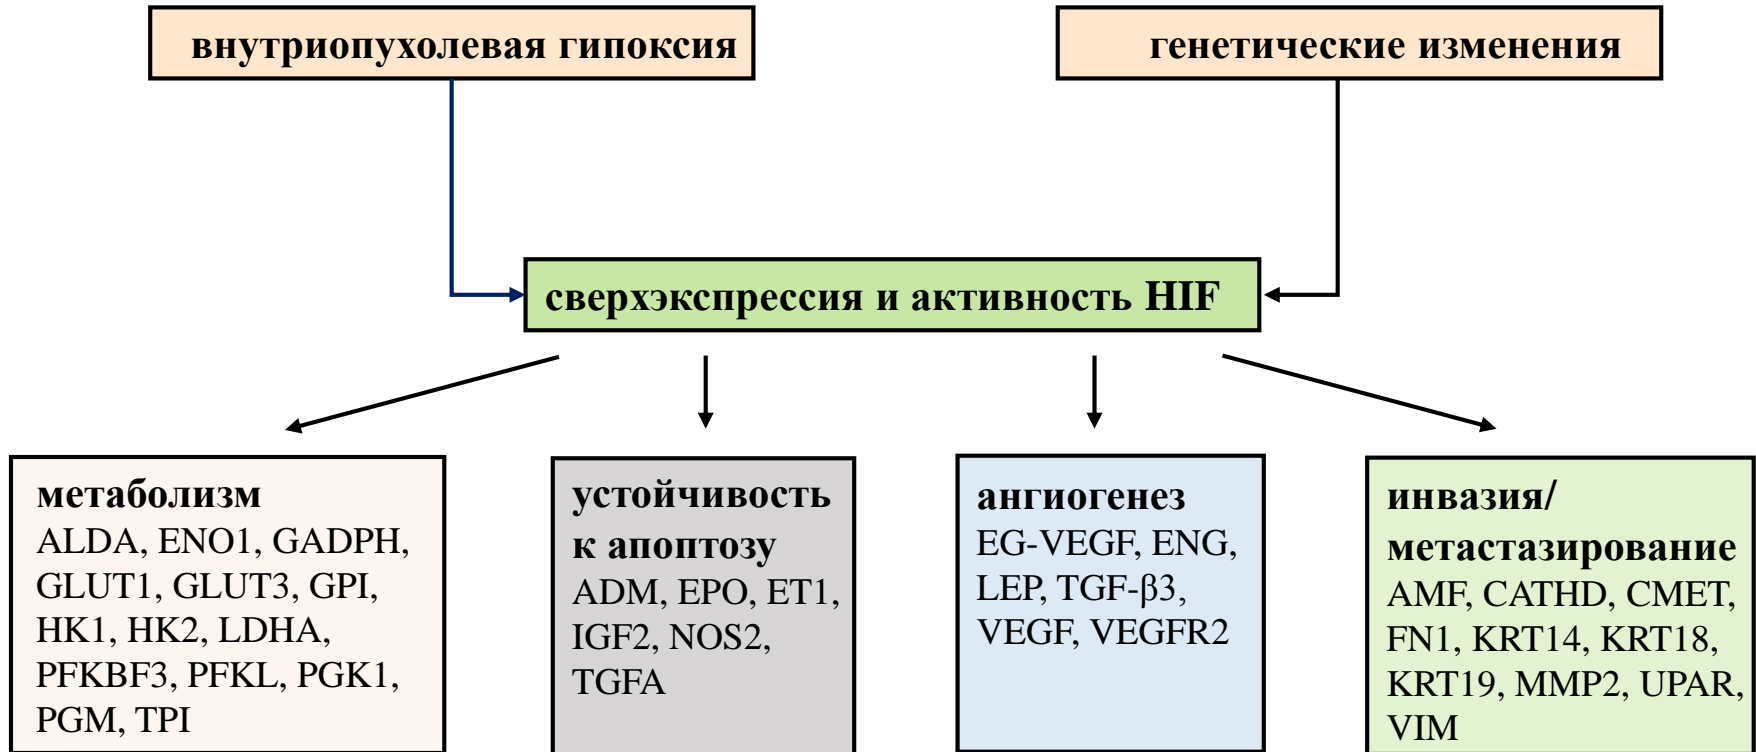 внутриопухолевая гипоксия
генетические изменения
сверхэкспрессия и активность HIF
метаболизм
ALDA, ENO1, GADPH,
GLUT1, GLUT3, GPI,
HK1, HK2, LDHA,
PFKBF3, PFKL, PGK1,
PGM, TPI
устойчивость
к апоптозу
ADM, EPO, ET1,
IGF2, NOS2,
TGFA
ангиогенез
EG-VEGF, ENG,
LEP, TGF-β3,
VEGF, VEGFR2
инвазия/
метастазирование
AMF, CATHD, CMET,
FN1, KRT14, KRT18,
KRT19, MMP2, UPAR,
VIM